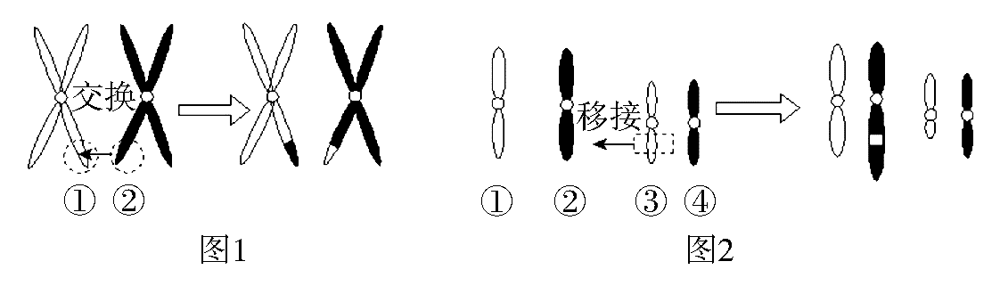 交换
① ②
图1
移接
① ② ③ ④
图2